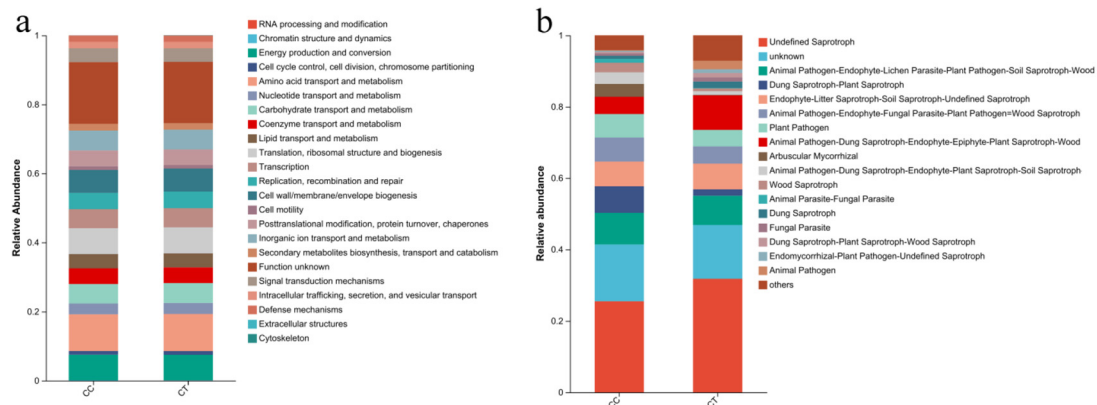 a
Relative Abundance
1
0.8
0.6
0.4
0.2
0
CC
CT
RNA processing and modification
Chromatin structure and dynamics
Energy production and conversion
Cell cycle control, cell division, chromosome partitioning
Amino acid transport and metabolism
Nucleotide transport and metabolism
Carbohydrate transport and metabolism
Coenzyme transport and metabolism
Lipid transport and metabolism
Translation, ribosomal structure and biogenesis
Transcription
Replication, recombination and repair
Cell wall/membrane/envelope biogenesis
Cell motility
Posttranslational modification, protein turnover, chaperones
Inorganic ion transport and metabolism
Secondary metabolites biosynthesis, transport and catabolism
Function unknown
Signal transduction mechanisms
Intracellular trafficking, secretion, and vesicular transport
Defense mechanisms
Extracellular structures
Cytoskeleton
b
Relative abundance
1
0.8
0.6
0.4
0.2
0
CC
CT
Undefined Saprotroph
unknown
Animal Pathogen-Endophyte-Lichen Parasite-Plant Pathogen-Soil Saprotroph-Wood
Dung Saprotroph-Plant Saprotroph
Endophyte-Litter Saprotroph-Soil Saprotroph-Undefined Saprotroph
Animal Pathogen-Endophyte-Fungal Parasite-Plant Pathogen=Wood Saprotroph
Plant Pathogen
Animal Pathogen-Dung Saprotroph-Endophyte-Epiphyte-Plant Saprotroph-Wood
Arbuscular Mycorrhizal
Animal Pathogen-Dung Saprotroph-Endophyte-Plant Saprotroph-Soil Saprotroph
Wood Saprotroph
Animal Parasite-Fungal Parasite
Dung Saprotroph
Fungal Parasite
Dung Saprotroph-Plant Saprotroph-Wood Saprotroph
Endomycorrhizal-Plant Pathogen-Undefined Saprotroph
Animal Pathogen
others